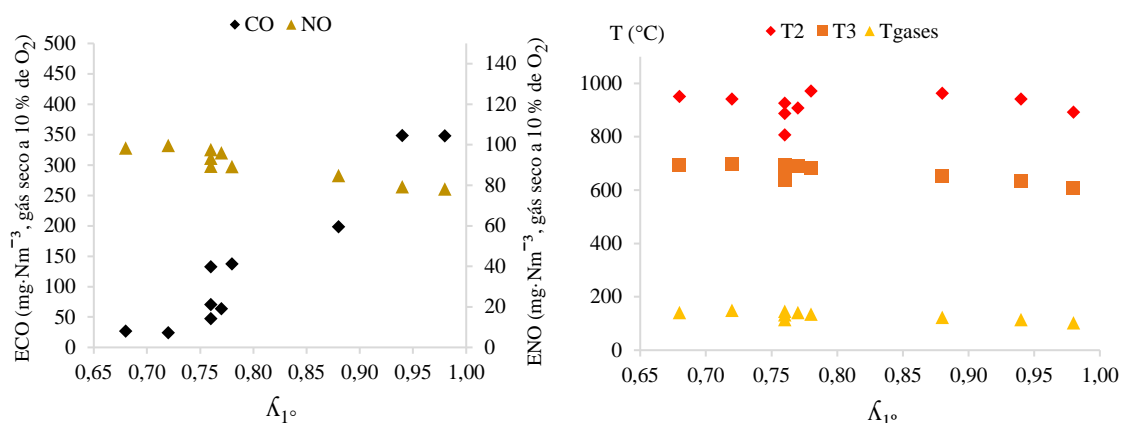 CO NO
500
450
400
350
300
250
200
150
100
50
0
ECO (mg·Nm⁻³, gás seco a 10 % de O₂)
140
120
100
80
60
40
20
0
ENO (mg·Nm⁻³, gás seco a 10 % de O₂)
0,65 0,70 0,75 0,80 0,85 0,90 0,95 1,00
ʎ₁°
T (°C)
T2 T3 Tgases
1000
800
600
400
200
0
0,65 0,70 0,75 0,80 0,85 0,90 0,95 1,00
ʎ₁º